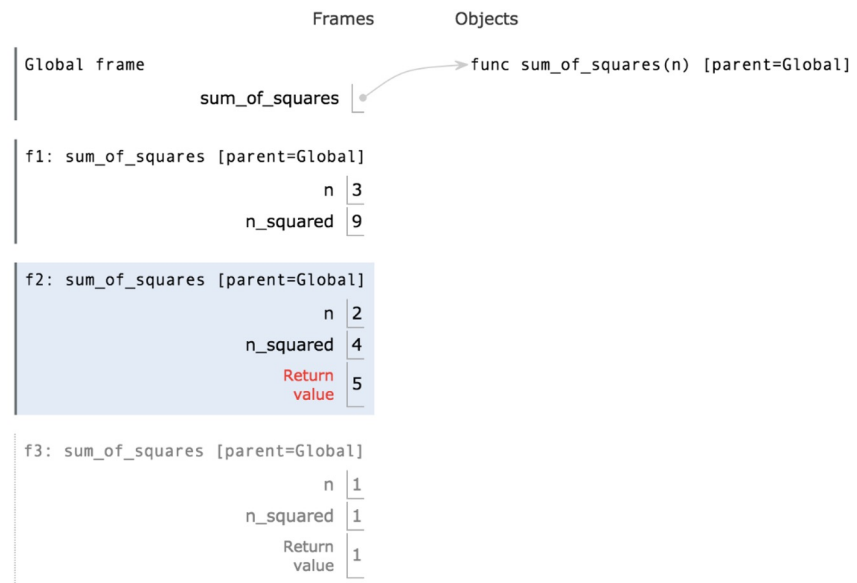 Frames Objects
Global frame func sum_of_squares(n) [parent=Global]
sum_of_squares
f1: sum_of_squares [parent=Global]
n 3
n_squared 9
f2: sum_of_squares [parent=Global]
n 2
n_squared 4
Return
value 5
f3: sum_of_squares [parent=Global]
n 1
n_squared 1
Return
value 1